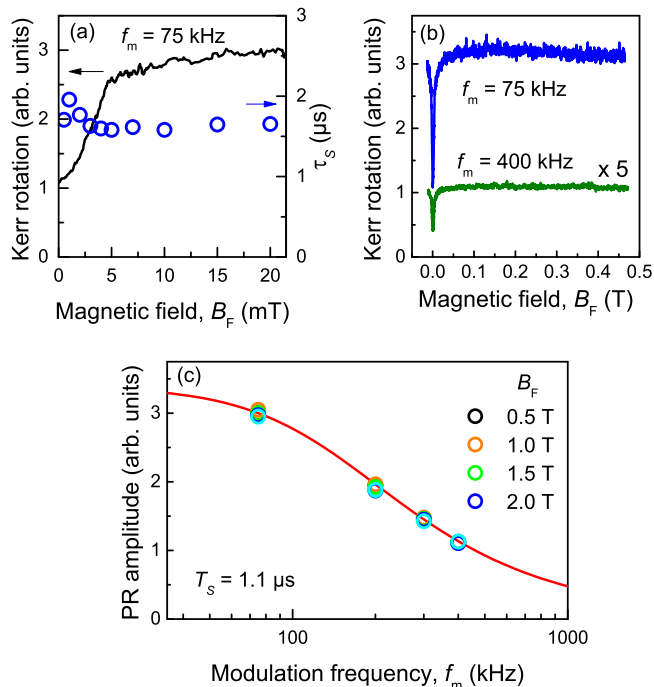 (a)
f_m = 75 kHz
Kerr rotation (arb. units)
0
1
2
3
0
1
2
3
τ_S (µs)
0
5
10
15
20
Magnetic field, B_F (mT)
(b)
f_m = 75 kHz
f_m = 400 kHz
x 5
Kerr rotation (arb. units)
0
1
2
3
0.0
0.1
0.2
0.3
0.4
0.5
Magnetic field, B_F (T)
(c)
B_F
0.5 T
1.0 T
1.5 T
2.0 T
T_S = 1.1 µs
PR amplitude (arb. units)
0
1
2
3
100
1000
Modulation frequency, f_m (kHz)